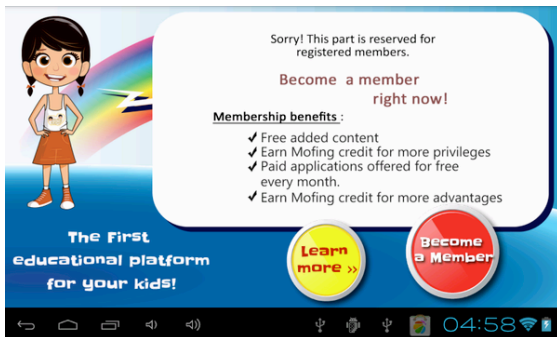 Sorry! This part is reserved for
registered members.
Become a member
right now!
Membership benefits :
✔ Free added content
✔ Earn Mofing credit for more privileges
✔ Paid applications offered for free
every month.
✔ Earn Mofing credit for more advantages
The First
educational platform
for your kids!
Learn
more »
Become
a Member
04:58